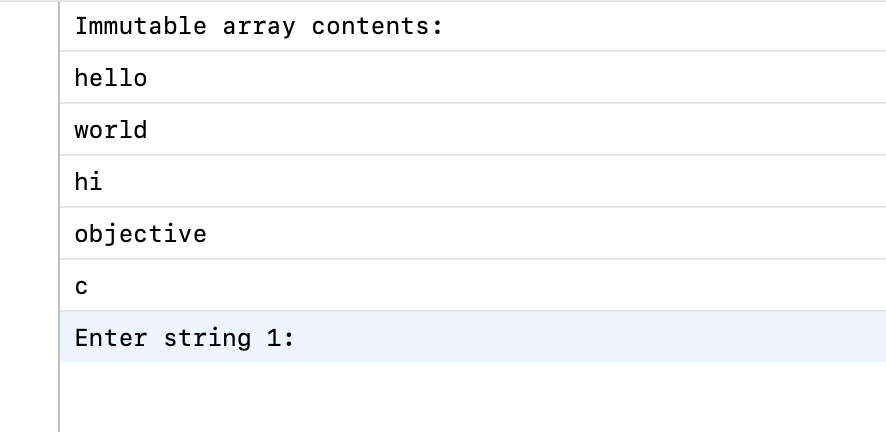 Immutable array contents:
hello
world
hi
objective
c
Enter string 1: